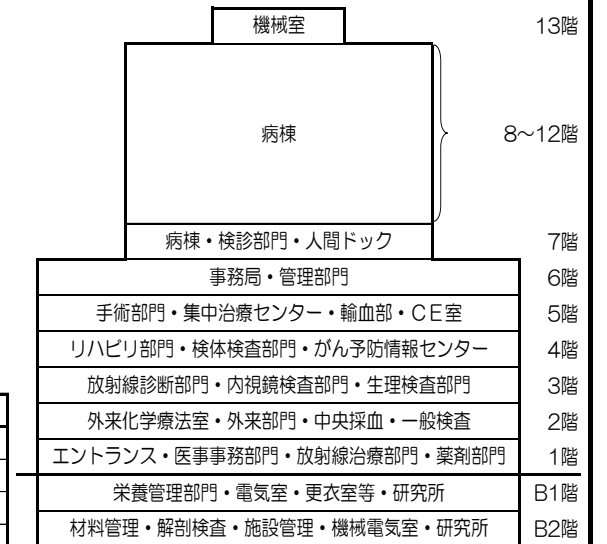 機械室 13階
病棟 8～12階
病棟・検診部門・人間ドック 7階
事務局・管理部門 6階
手術部門・集中治療センター・輸血部・CE室 5階
リハビリ部門・検体検査部門・がん予防情報センター 4階
放射線診断部門・内視鏡検査部門・生理検査部門 3階
外来化学療法室・外来部門・中央採血・一般検査 2階
エントランス・医事事務部門・放射線治療部門・薬剤部門 1階
栄養管理部門・電気室・更衣室等・研究所 B1階
材料管理・解剖検査・施設管理・機械電気室・研究所 B2階